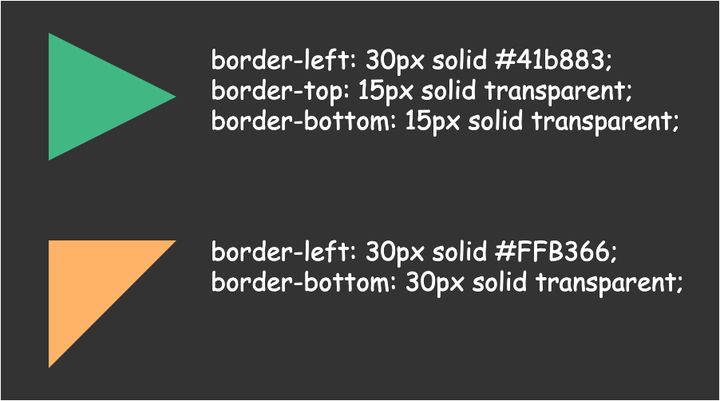 border-left: 30px solid #41b883;
border-top: 15px solid transparent;
border-bottom: 15px solid transparent;
border-left: 30px solid #FFB366;
border-bottom: 30px solid transparent;